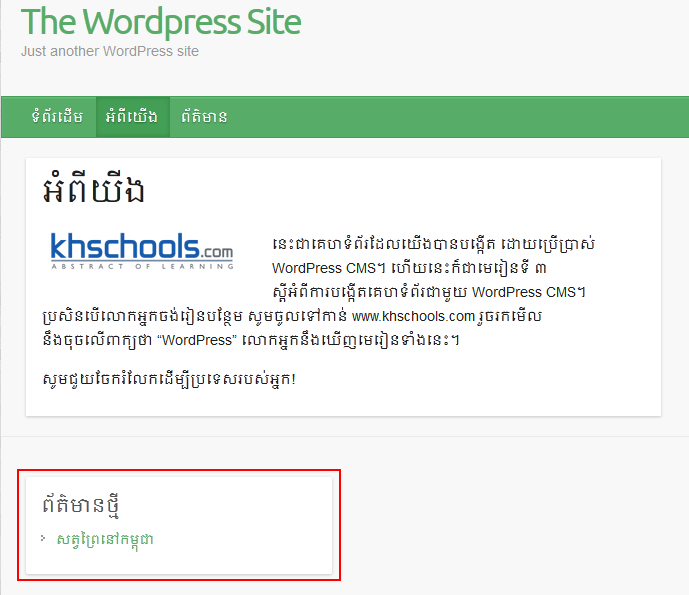 The Wordpress Site
Just another WordPress site
ទំព័រដើម អំពីយើង ព័ត៌មាន
អំពីយើង
khschools.com
ABSTRACT OF LEARNING
នេះជាគេហទំព័រដែលយើងបានបង្កើត ដោយប្រើប្រាស់
WordPress CMS។ ហើយនេះក៏ជាមេរៀនទី ៣
ស្តីអំពីការបង្កើតគេហទំព័រជាមួយ WordPress CMS។
ប្រសិនបើលោកអ្នកចង់រៀនបន្ថែម សូមចូលទៅកាន់ www.khschools.com រួចរកមើល
នឹងចុចលើពាក្យថា “WordPress” លោកអ្នកនឹងឃើញមេរៀនទាំងនេះ។
សូមជួយចែករំលែកដើម្បីប្រទេសរបស់អ្នក!
ព័ត៌មានថ្មី
សត្វព្រៃនៅកម្ពុជា